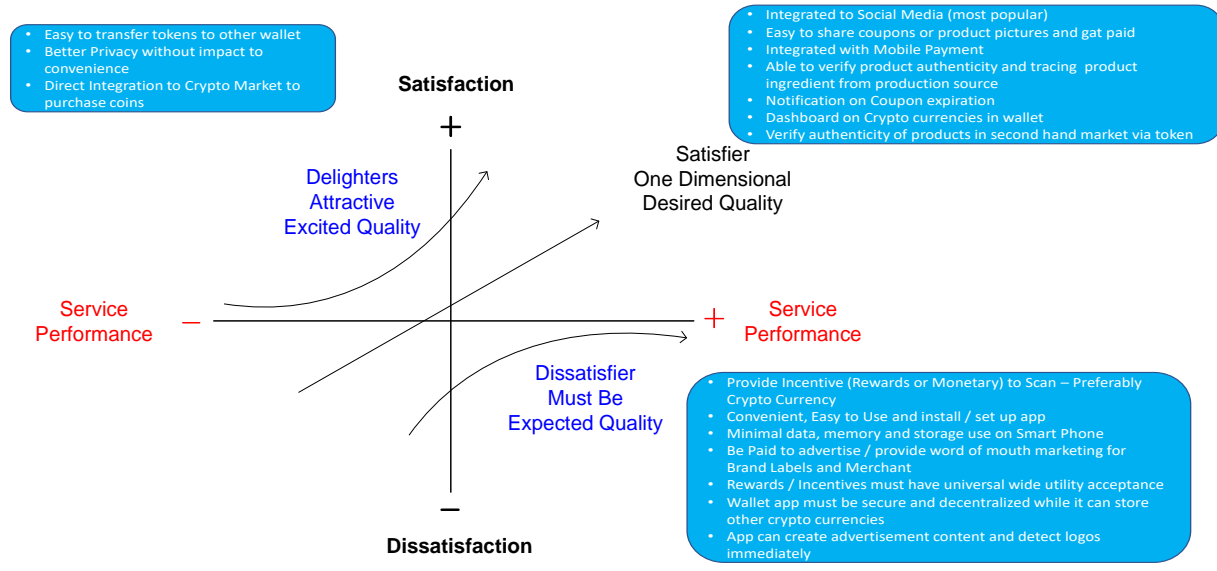 • Easy to transfer tokens to other wallet
• Better Privacy without impact to
convenience
• Direct Integration to Crypto Market to
purchase coins
• Integrated to Social Media (most popular)
• Easy to share coupons or product pictures and gat paid
• Integrated with Mobile Payment
• Able to verify product authenticity and tracing product
ingredient from production source
• Notification on Coupon expiration
• Dashboard on Crypto currencies in wallet
• Verify authenticity of products in second hand market via token
Satisfaction
+
Delighters
Attractive
Excited Quality
Satisfier
One Dimensional
Desired Quality
Service
Performance
−
+
Service
Performance
Dissatisfier
Must Be
Expected Quality
• Provide Incentive (Rewards or Monetary) to Scan – Preferably
Crypto Currency
• Convenient, Easy to Use and install / set up app
• Minimal data, memory and storage use on Smart Phone
• Be Paid to advertise / provide word of mouth marketing for
Brand Labels and Merchant
• Rewards / Incentives must have universal wide utility acceptance
• Wallet app must be secure and decentralized while it can store
other crypto currencies
• App can create advertisement content and detect logos
immediately
−
Dissatisfaction